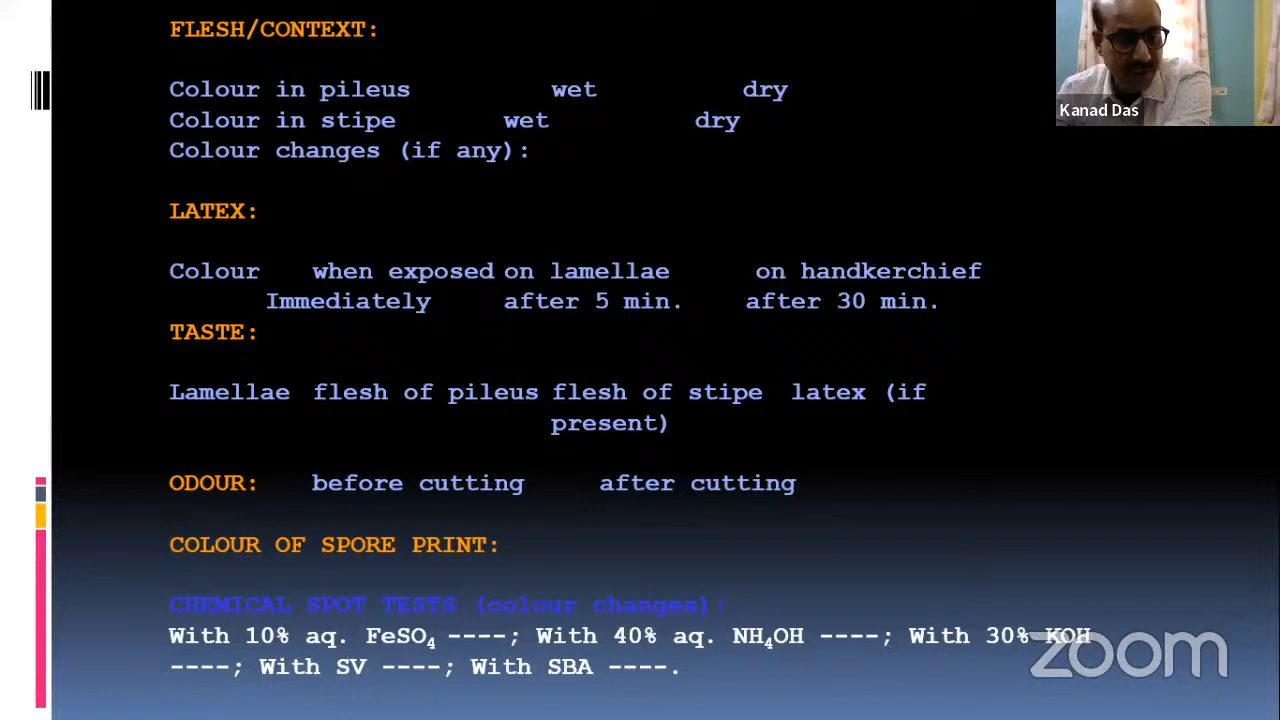 FLESH/CONTEXT:
Kanad Das
Colour in pileus wet dry
Colour in stipe wet dry
Colour changes (if any):
LATEX:
Colour when exposed on lamellae on handkerchief
Immediately after 5 min. after 30 min.
TASTE:
Lamellae flesh of pileus flesh of stipe latex (if
present)
ODOUR: before cutting after cutting
COLOUR OF SPORE PRINT:
CHEMICAL SPOT TESTS (colour changes):
With 10% aq. FeSO₄ ----; With 40% aq. NH₄OH ----; With 30% KOH
----; With SV ----; With SBA ----.
zoom